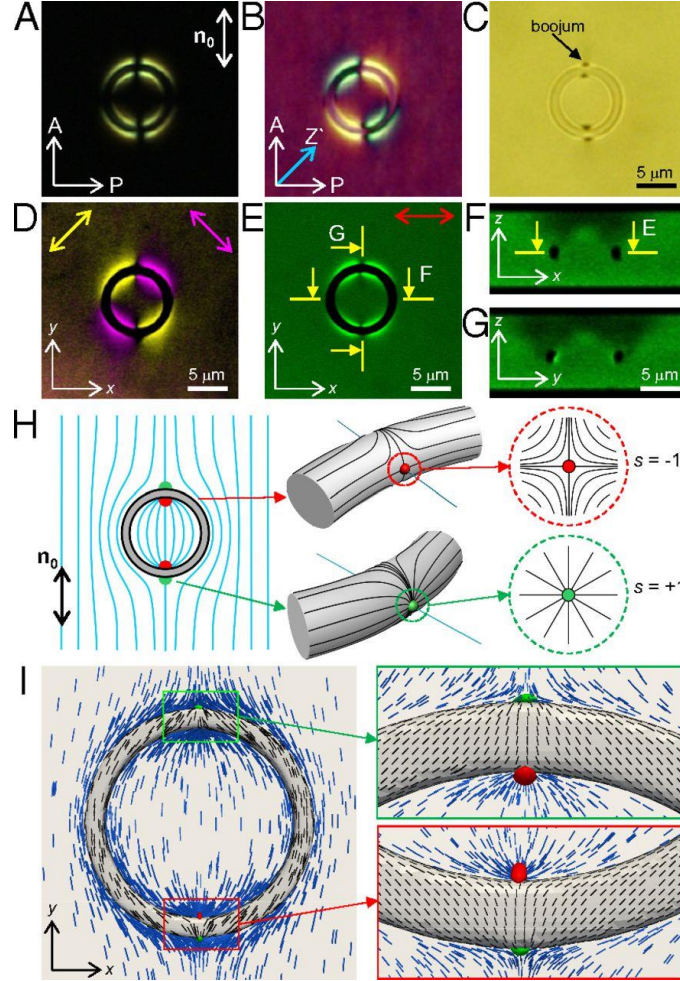 A
n₀
A
P
B
A
Z`
P
C
boojum
5 μm
D
y
x
5 μm
E
G
F
y
x
5 μm
F
z
E
x
G
z
y
5 μm
H
n₀
s = -1
s = +1
I
y
x